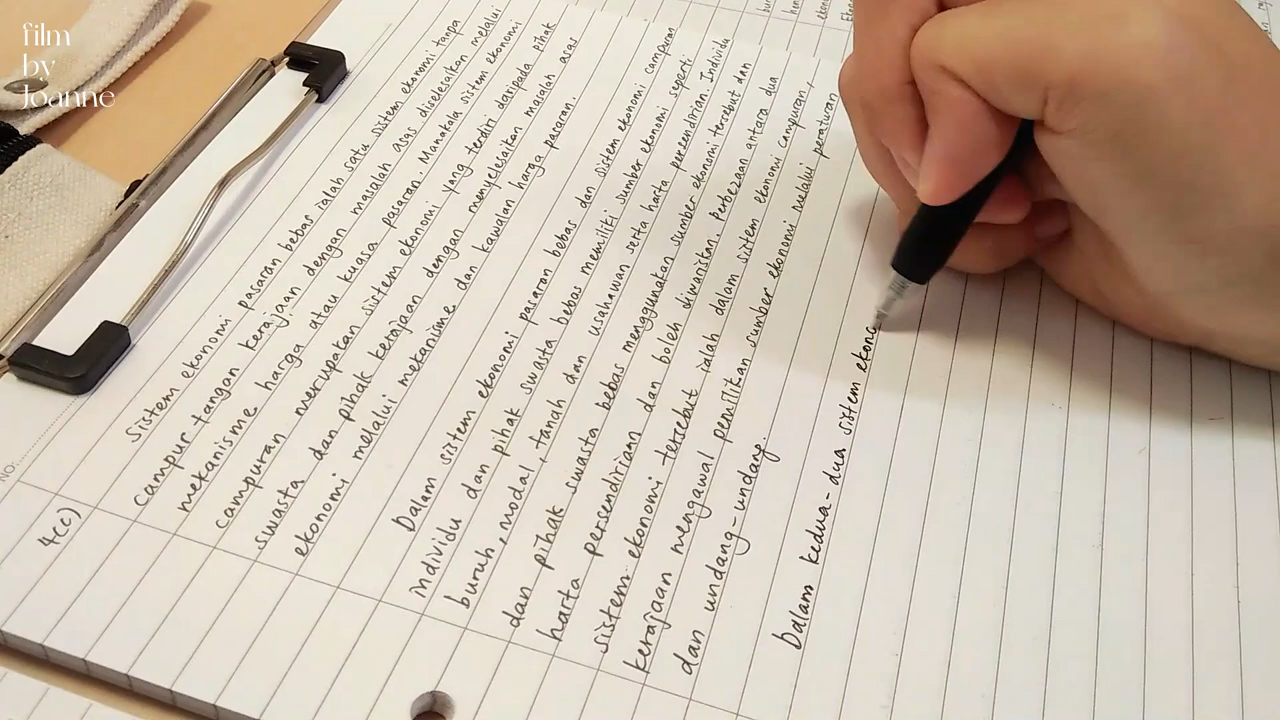 film
by
Joanne
NO.
4(c)
Sistem ekonomi pasaran bebas ialah satu sistem ekonomi tanpa
campur tangan kerajaan dengan masalah asas diselesaikan melalui
mekanisme harga atau kuasa pasaran. Manakala sistem ekonomi
campuran merupakan sistem ekonomi yang terdiri daripada pihak
swasta dan pihak kerajaan dengan menyelesaikan masalah asas
ekonomi melalui mekanisme dan kawalan harga pasaran.
Dalam sistem ekonomi pasaran bebas dan sistem ekonomi campuran
individu dan pihak swasta bebas memiliki sumber ekonomi seperti
buruh, modal, tanah dan usahawan serta harta persendirian. Individu
dan pihak swasta bebas menggunakan sumber ekonomi tersebut dan
harta persendirian dan boleh diwariskan. Perbezaan antara dua
sistem ekonomi tersebut ialah dalam sistem ekonomi campuran,
kerajaan mengawal pemilikan sumber ekonomi melalui peraturan
dan undang-undang.
Dalam kedua-dua sistem ekono